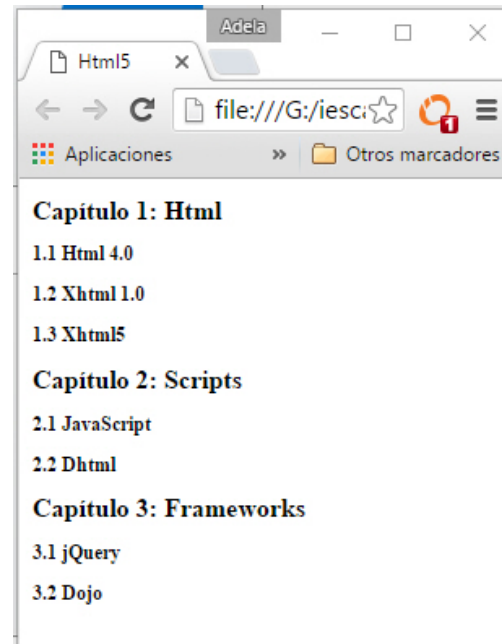 Adela
Html5
file:///G:/iesca
1
Aplicaciones » Otros marcadores
Capítulo 1: Html
1.1 Html 4.0
1.2 Xhtml 1.0
1.3 Xhtml5
Capítulo 2: Scripts
2.1 JavaScript
2.2 Dhtml
Capítulo 3: Frameworks
3.1 jQuery
3.2 Dojo